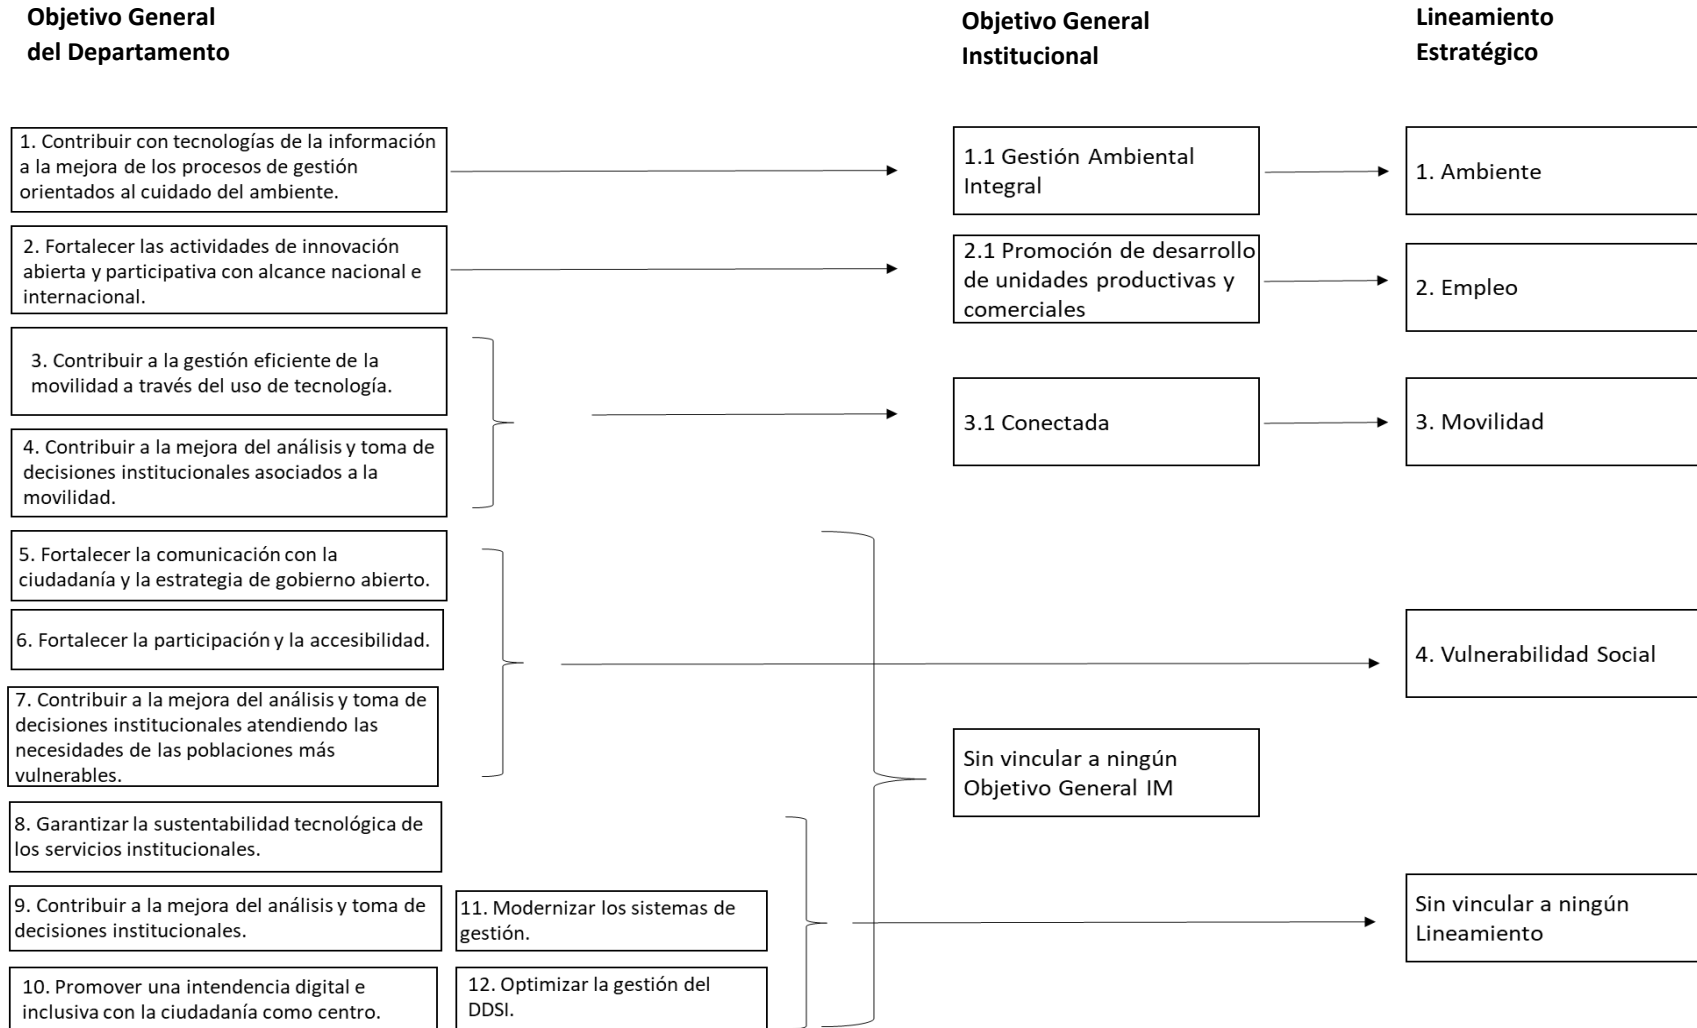 Objetivo General
del Departamento
Objetivo General
Institucional
Lineamiento
Estratégico
1. Contribuir con tecnologías de la información
a la mejora de los procesos de gestión
orientados al cuidado del ambiente.
1.1 Gestión Ambiental
Integral
1. Ambiente
2. Fortalecer las actividades de innovación
abierta y participativa con alcance nacional e
internacional.
2.1 Promoción de desarrollo
de unidades productivas y
comerciales
2. Empleo
3. Contribuir a la gestión eficiente de la
movilidad a través del uso de tecnología.
4. Contribuir a la mejora del análisis y toma de
decisiones institucionales asociados a la
movilidad.
3.1 Conectada
3. Movilidad
5. Fortalecer la comunicación con la
ciudadanía y la estrategia de gobierno abierto.
6. Fortalecer la participación y la accesibilidad.
7. Contribuir a la mejora del análisis y toma de
decisiones institucionales atendiendo las
necesidades de las poblaciones más
vulnerables.
4. Vulnerabilidad Social
Sin vincular a ningún
Objetivo General IM
8. Garantizar la sustentabilidad tecnológica de
los servicios institucionales.
9. Contribuir a la mejora del análisis y toma de
decisiones institucionales.
10. Promover una intendencia digital e
inclusiva con la ciudadanía como centro.
11. Modernizar los sistemas de
gestión.
12. Optimizar la gestión del
DDSI.
Sin vincular a ningún
Lineamiento